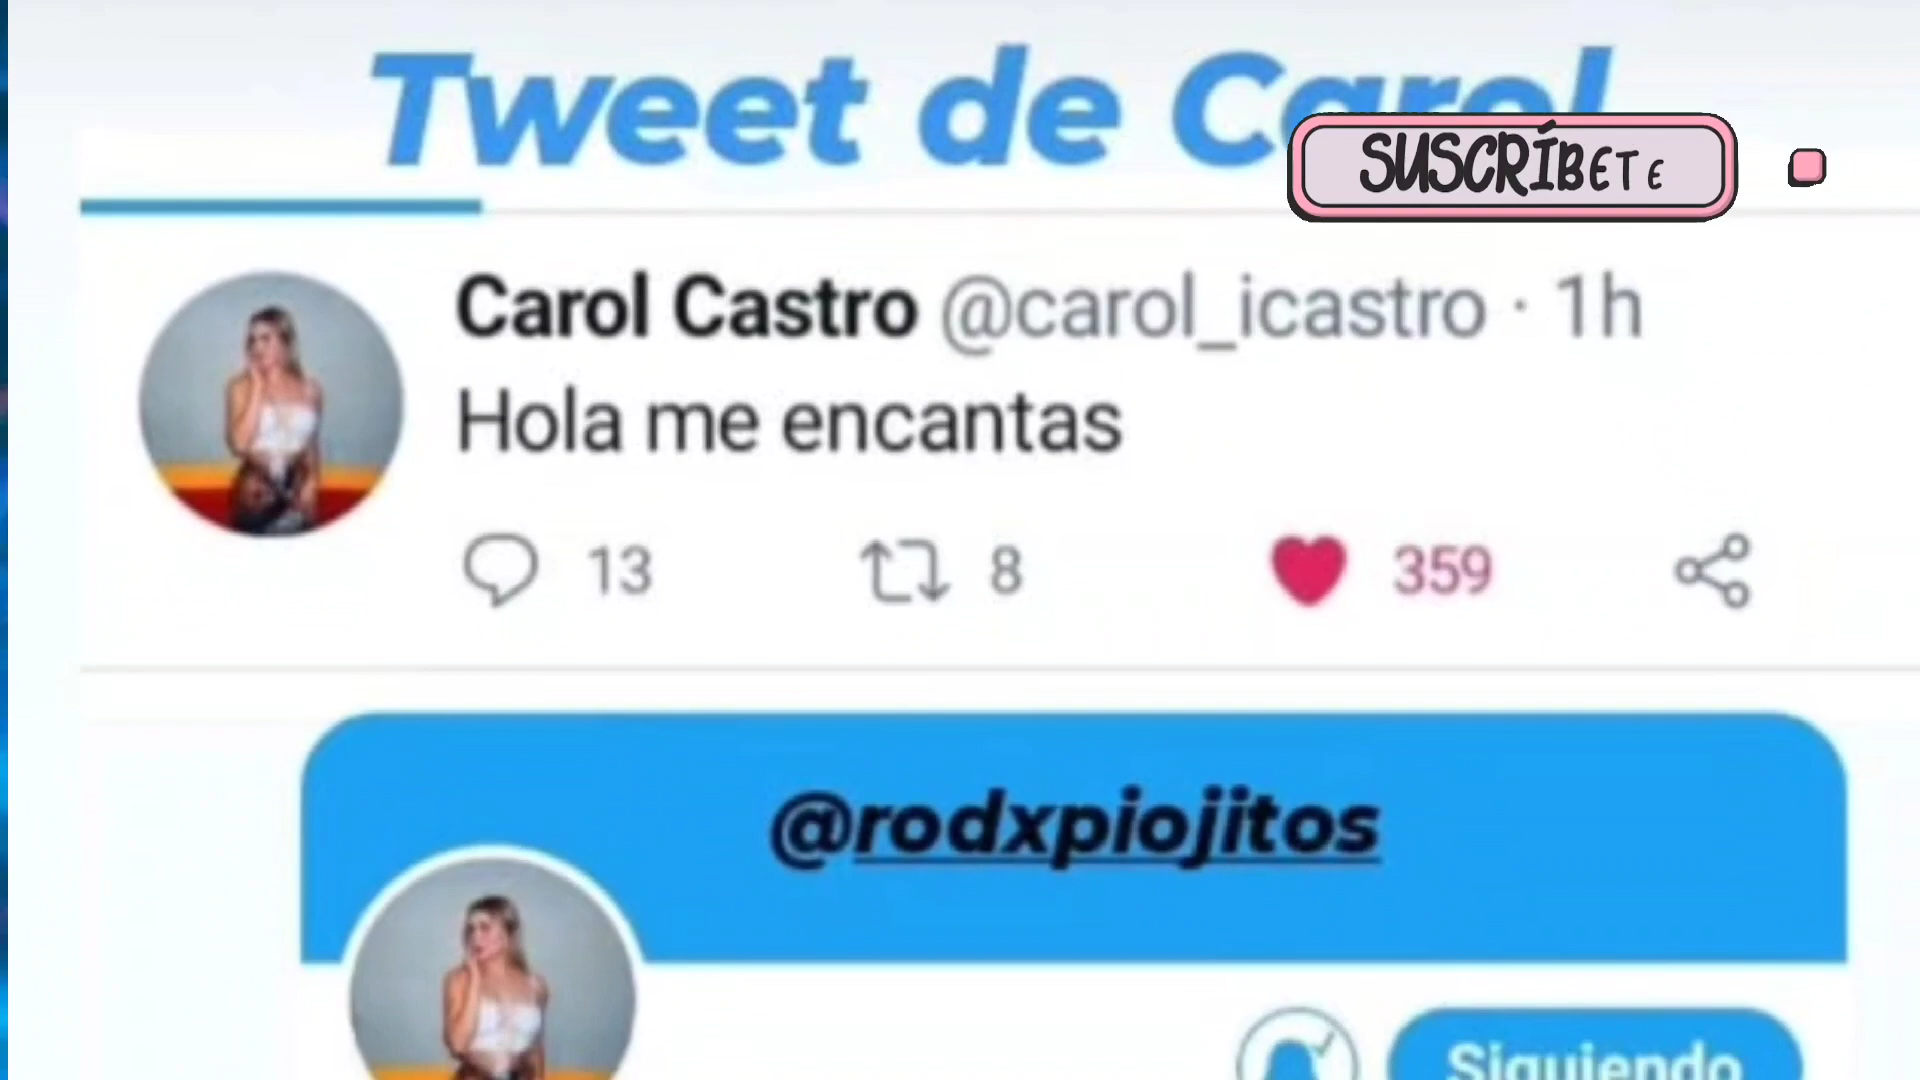 Tweet de Carol
SUSCRÍBETE
Carol Castro @carol_icastro · 1h
Hola me encantas
13 8 359
@rodxpiojitos
Siguiendo